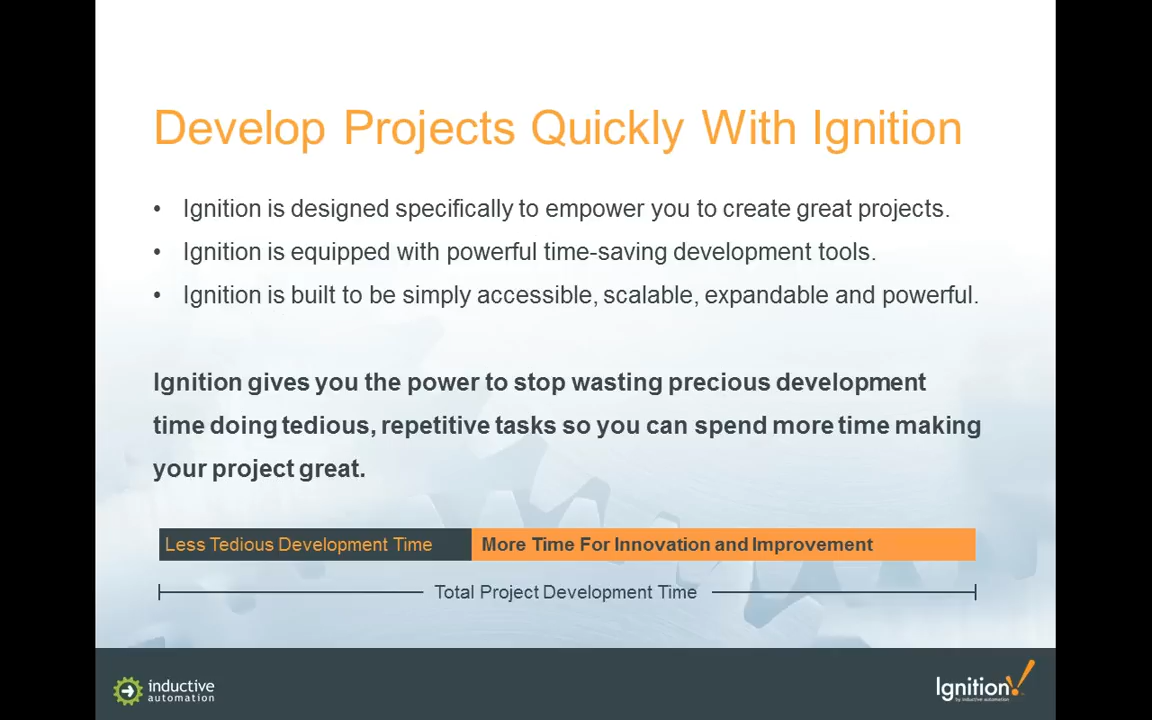 Develop Projects Quickly With Ignition
• Ignition is designed specifically to empower you to create great projects.
• Ignition is equipped with powerful time-saving development tools.
• Ignition is built to be simply accessible, scalable, expandable and powerful.
Ignition gives you the power to stop wasting precious development
time doing tedious, repetitive tasks so you can spend more time making
your project great.
Less Tedious Development Time More Time For Innovation and Improvement
Total Project Development Time
inductive
automation
Ignition!
by inductive automation